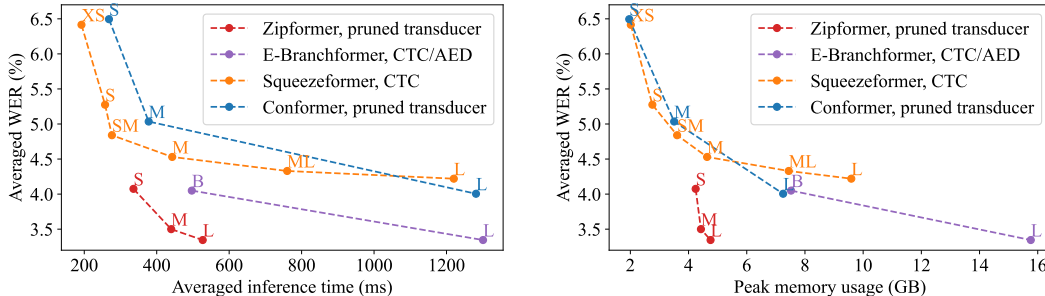 6.5
6.0
5.5
5.0
4.5
4.0
3.5
Averaged WER (%)
200
400
600
800
1000
1200
Averaged inference time (ms)
Zipformer, pruned transducer
E-Branchformer, CTC/AED
Squeezeformer, CTC
Conformer, pruned transducer
XS
S
S
SM
M
M
ML
L
L
S
M
L
B
L
6.5
6.0
5.5
5.0
4.5
4.0
3.5
Averaged WER (%)
2
4
6
8
10
12
14
16
Peak memory usage (GB)
Zipformer, pruned transducer
E-Branchformer, CTC/AED
Squeezeformer, CTC
Conformer, pruned transducer
S
XS
S
M
SM
M
ML
L
L
B
S
M
L
L